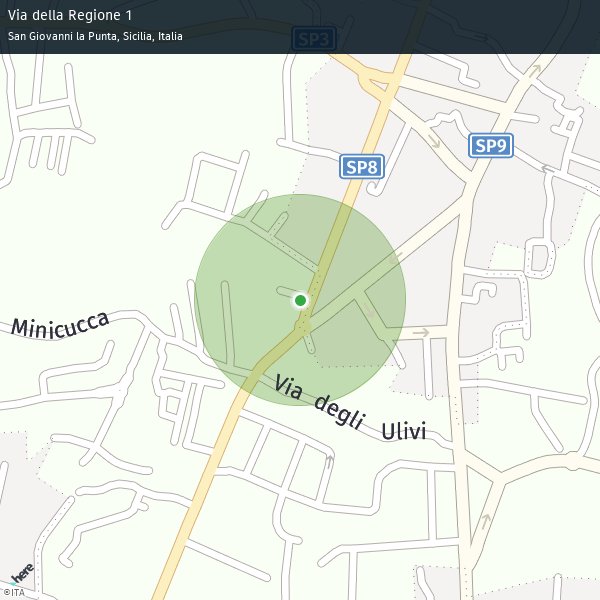 Via della Regione 1
San Giovanni la Punta, Sicilia, Italia
SP3
SP9
SP8
Minicucca
Via degli Ulivi
here
©ITA